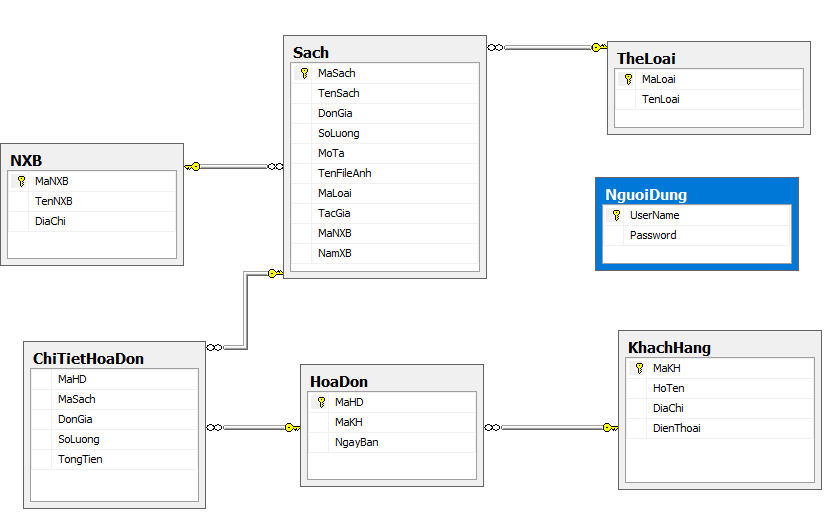 Sach
MaSach
TenSach
DonGia
SoLuong
MoTa
TenFileAnh
MaLoai
TacGia
MaNXB
NamXB
TheLoai
MaLoai
TenLoai
NXB
MaNXB
TenNXB
DiaChi
NguoiDung
UserName
Password
ChiTietHoaDon
MaHD
MaSach
DonGia
SoLuong
TongTien
HoaDon
MaHD
MaKH
NgayBan
KhachHang
MaKH
HoTen
DiaChi
DienThoai